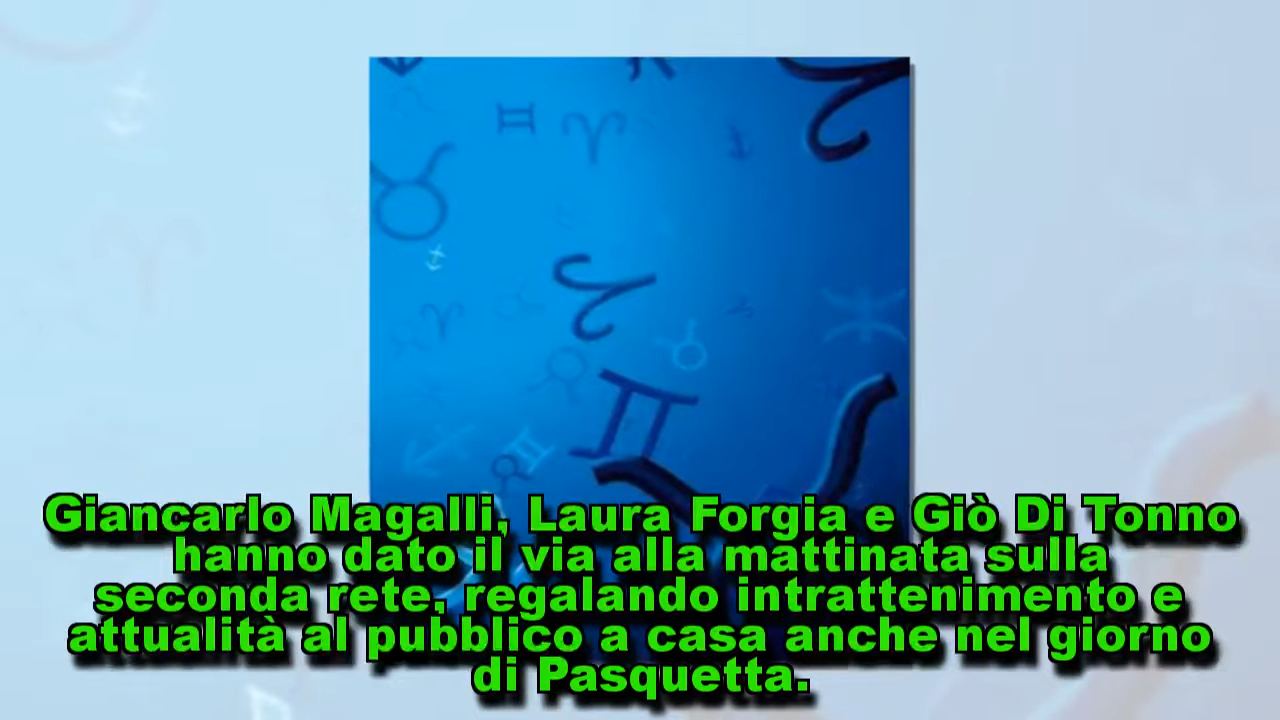 Giancarlo Magalli, Laura Forgia e Giò Di Tonno
hanno dato il via alla mattinata sulla
seconda rete, regalando intrattenimento e
attualità al pubblico a casa anche nel giorno
di Pasquetta.